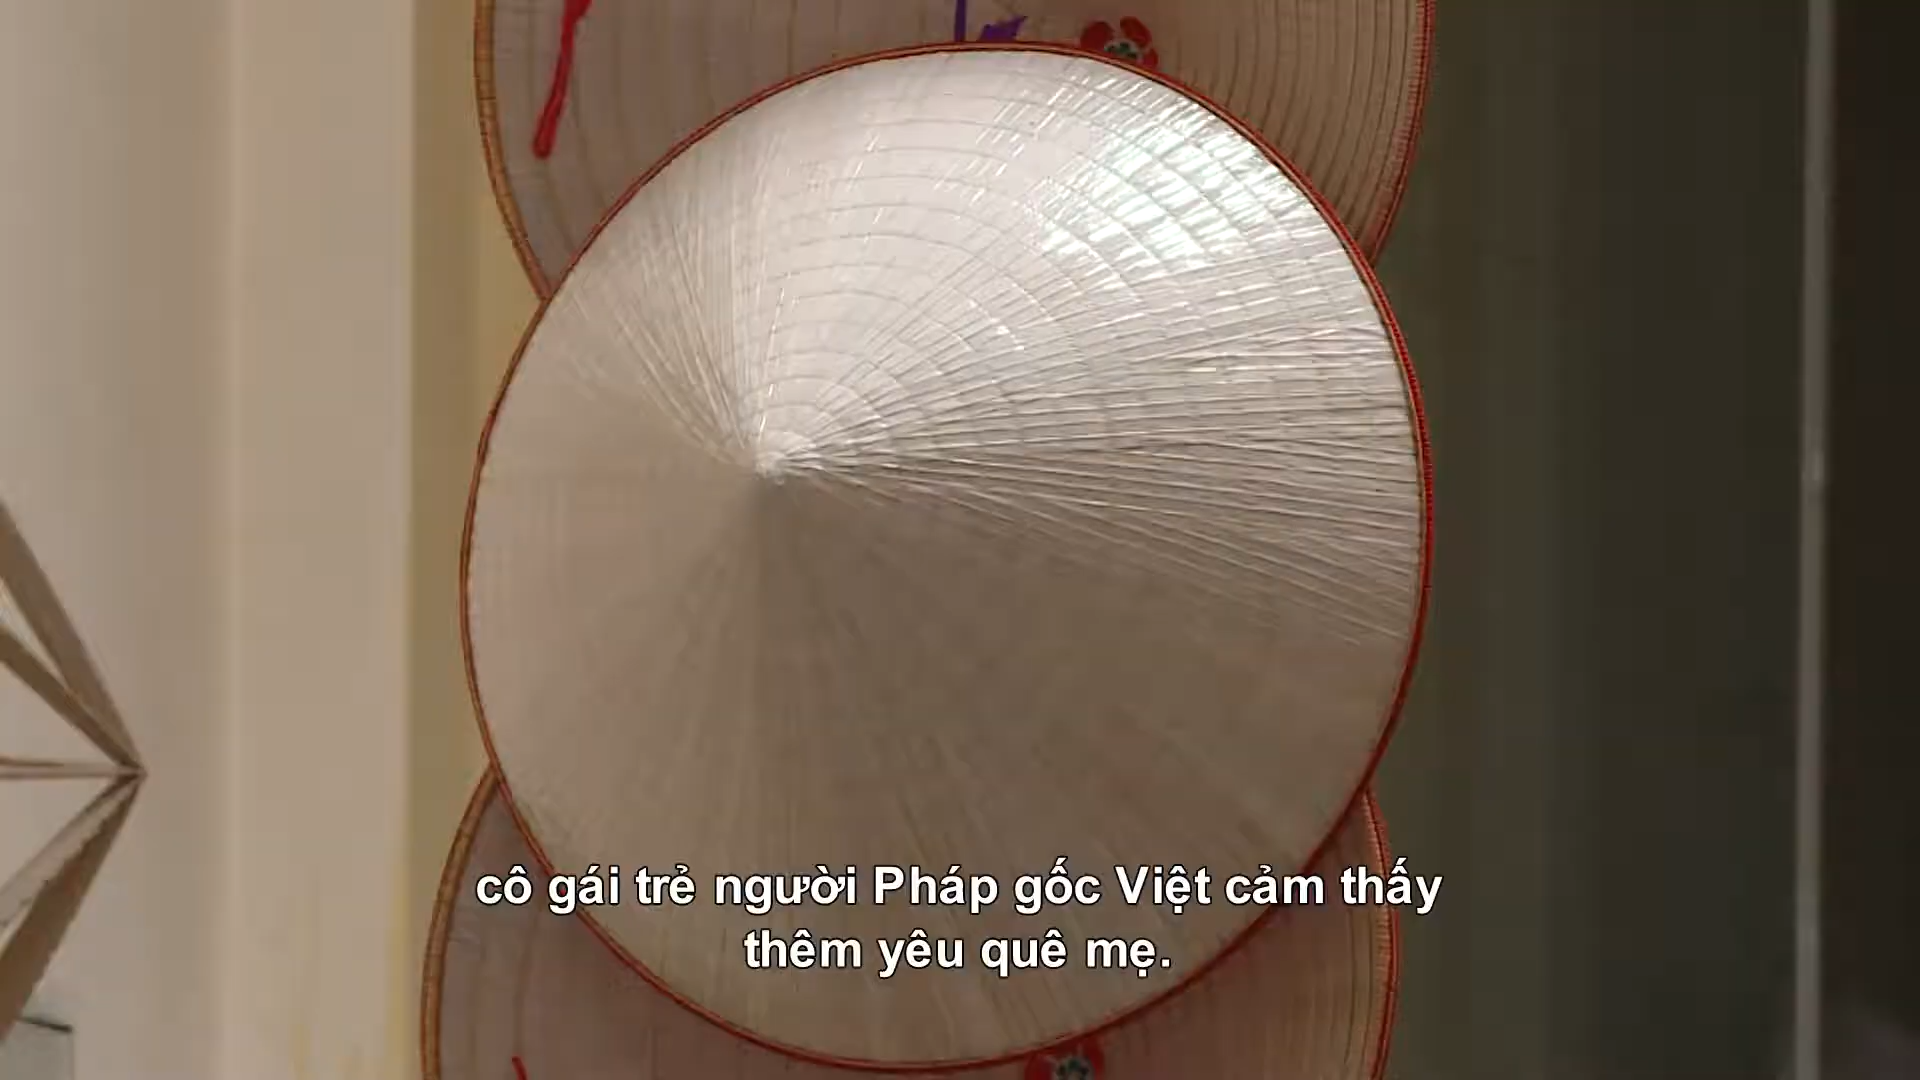 cô gái trẻ người Pháp gốc Việt cảm thấy
thêm yêu quê mẹ.